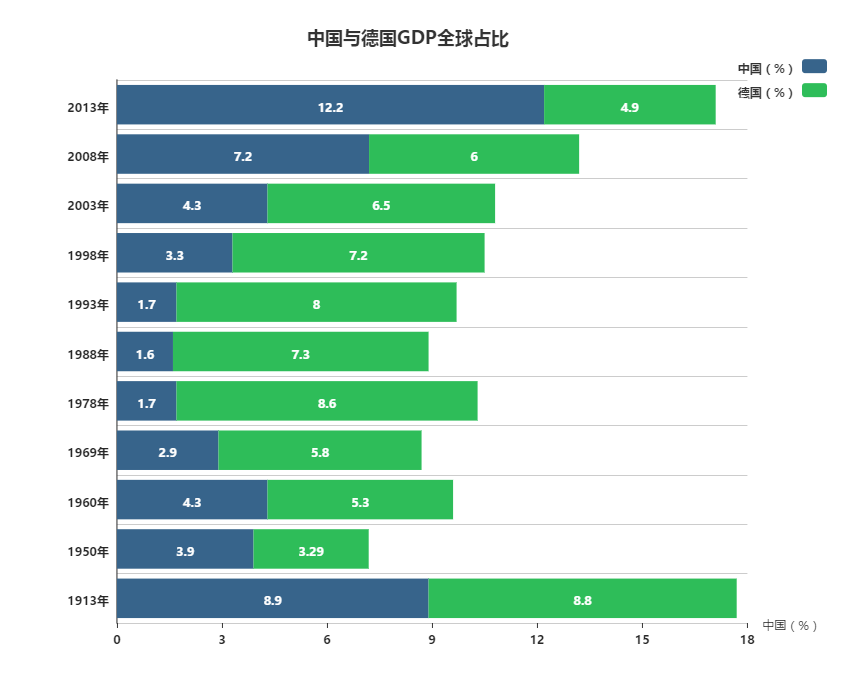 中国与德国GDP全球占比
中国（%）
德国（%）
2013年 12.2 4.9
2008年 7.2 6
2003年 4.3 6.5
1998年 3.3 7.2
1993年 1.7 8
1988年 1.6 7.3
1978年 1.7 8.6
1969年 2.9 5.8
1960年 4.3 5.3
1950年 3.9 3.29
1913年 8.9 8.8
中国（%）
0 3 6 9 12 15 18